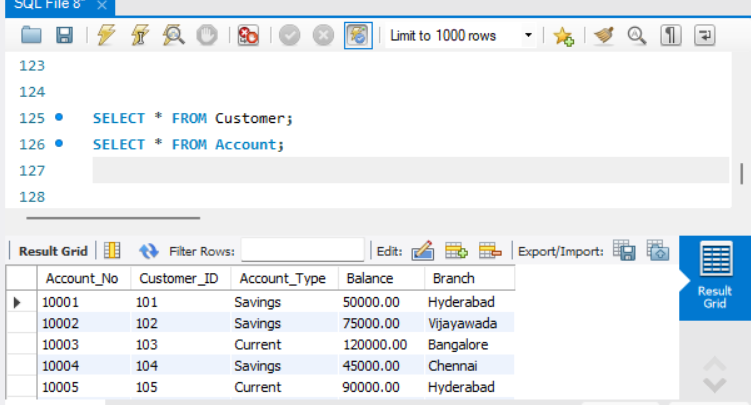 SQL File 8*
Limit to 1000 rows
123
124
125 SELECT * FROM Customer;
126 SELECT * FROM Account;
127
128
Result Grid Filter Rows: Edit: Export/Import:
Account_No Customer_ID Account_Type Balance Branch
10001 101 Savings 50000.00 Hyderabad
10002 102 Savings 75000.00 Vijayawada
10003 103 Current 120000.00 Bangalore
10004 104 Savings 45000.00 Chennai
10005 105 Current 90000.00 Hyderabad
Result
Grid